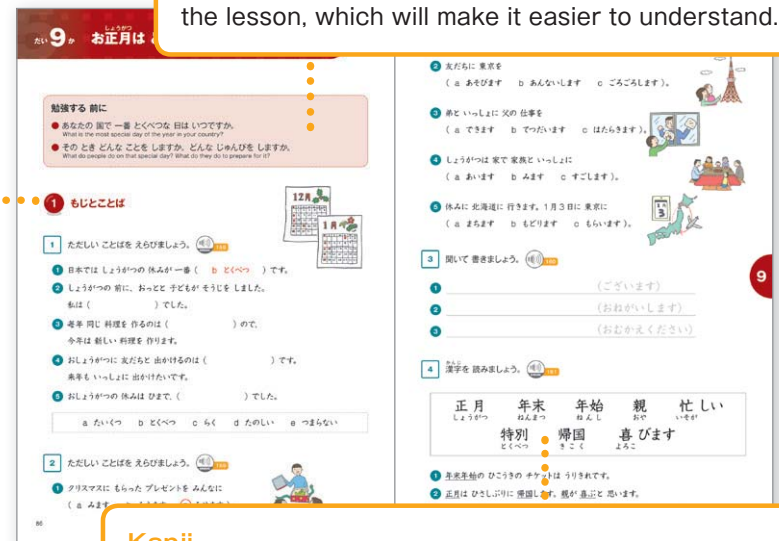 the lesson, which will make it easier to understand.
だい9か お正月は
しょうがつ
勉強する 前に
● あなたの 国で 一番 とくべつな 日は いつですか。
What is the most special day of the year in your country?
● その とき どんな ことを しますか。どんな じゅんびを しますか。
What do people do on that special day? What do they do to prepare for it?
1 もじとことば
12月
1月
1 ただしい ことばを えらびましょう。
❶ 日本では しょうがつの 休みが 一番 ( b とくべつ ) です。
❷ しょうがつの 前に、おっとと 子どもが そうじを しました。
私は ( ) でした。
❸ 毎年 同じ 料理を 作るのは ( ) ので、
今年は 新しい 料理を 作ります。
❹ おしょうがつに 友だちと 出かけるのは ( ) です。
来年も いっしょに 出かけたいです。
❺ おしょうがつの 休みは ひまで、( ) でした。
a たいくつ b とくべつ c らく d たのしい e つまらない
2 ただしい ことばを えらびましょう。
❶ クリスマスに もらった プレゼントを みんなに
( a みます
❷ 友だちに 東京を
( a あそびます b あんないします c ごろごろします )。
❸ 弟と いっしょに 父の 仕事を
( a できます b てつだいます c はたらきます )。
❹ しょうがつは 家で 家族と いっしょに
( a あいます b みます c すごします )。
❺ 休みに 北海道に 行きます。1月3日に 東京に
( a まちます b もどります c もらいます )。
3
3 聞いて 書きましょう。
❶ (ございます)
❷ (おねがいします)
❸ (おむかえください)
9
4 漢字を 読みましょう。
かんじ
正月 年末 年始 親 忙しい
しょうがつ ねんまつ ねんし おや いそが
特別 帰国 喜びます
とくべつ きこく よろこ
❶ 年末年始の ひこうきの チケットは うりきれです。
❷ 正月は ひさしぶりに 帰国します。親が 喜ぶと 思います。
Kanji